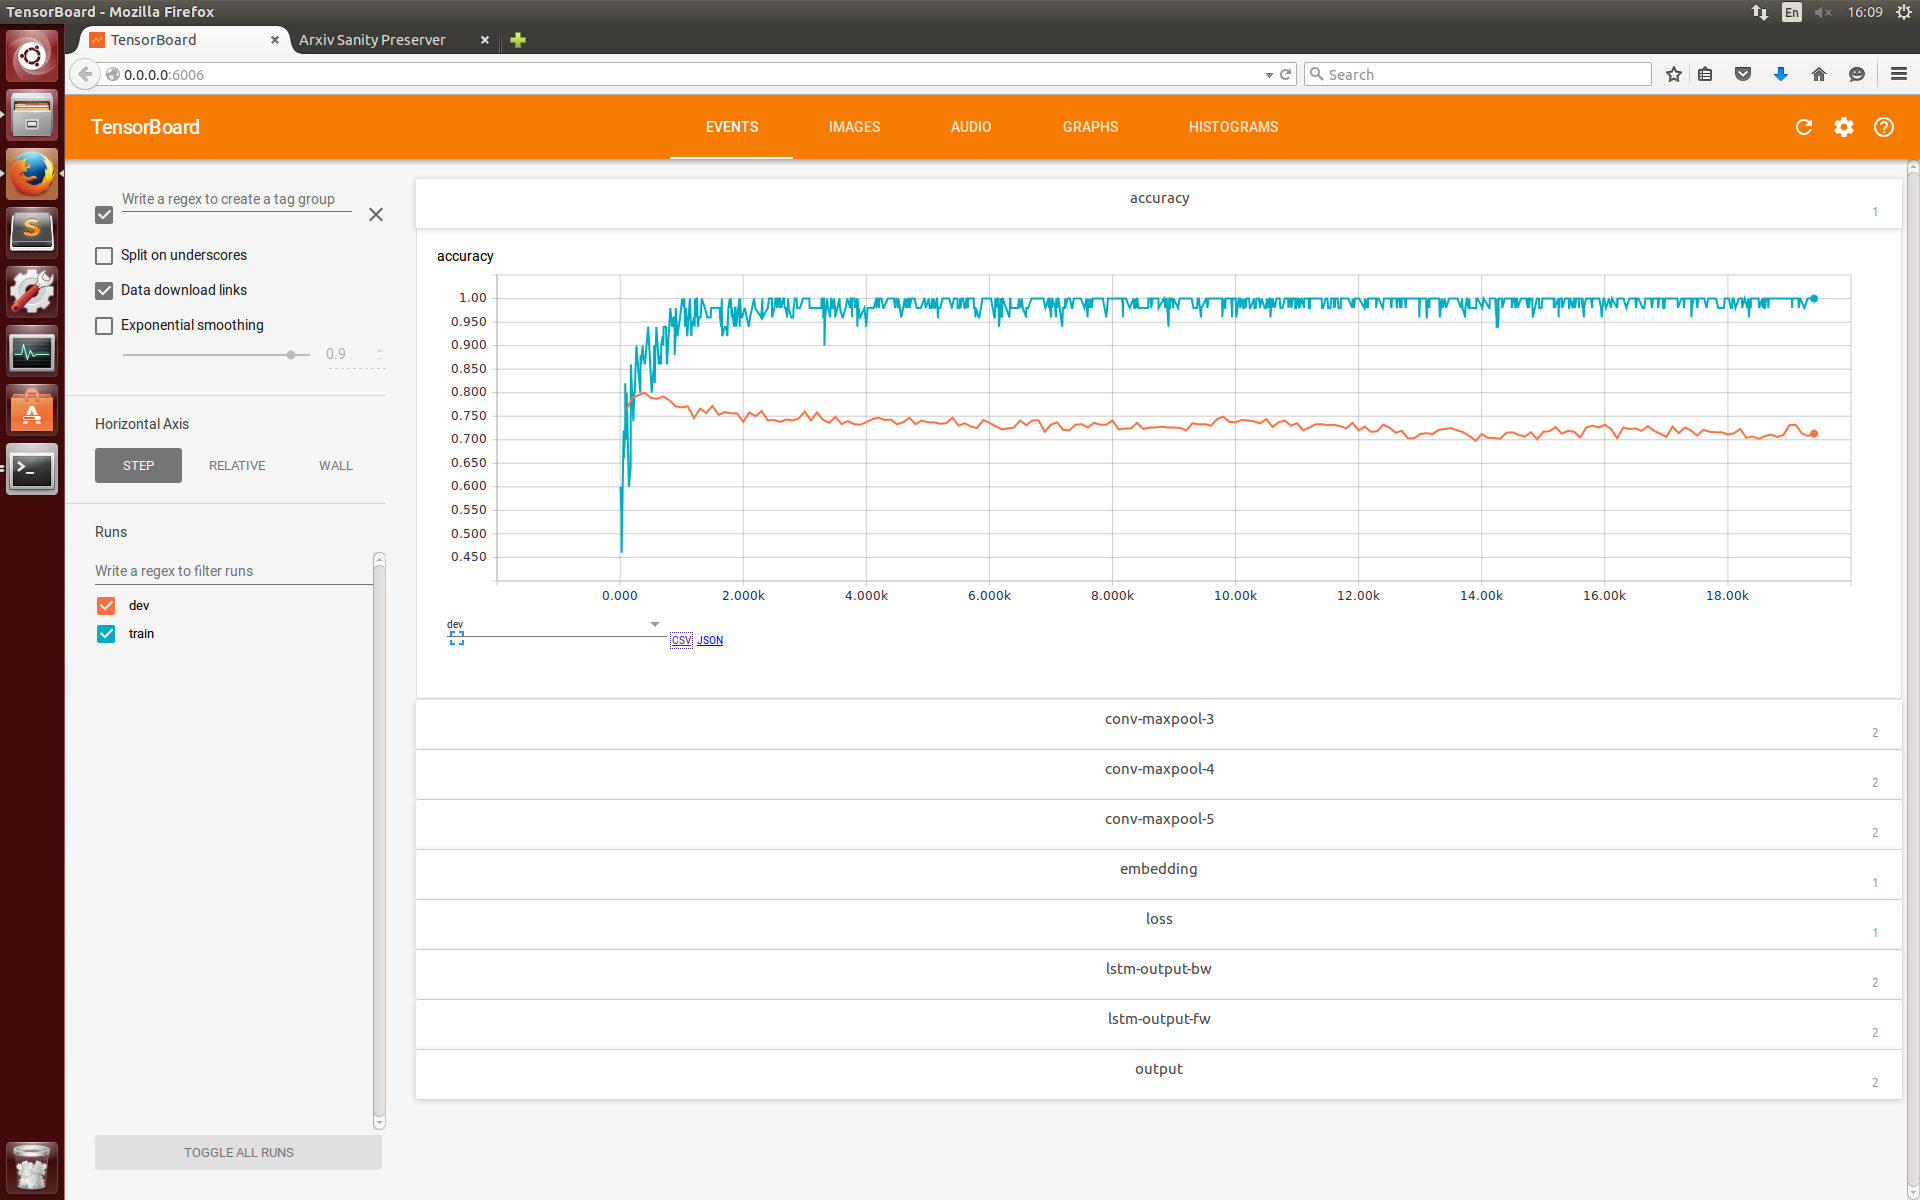 TensorBoard - Mozilla Firefox
En
16:09
TensorBoard
Arxiv Sanity Preserver
0.0.0.0:6006
Search
TensorBoard
EVENTS
IMAGES
AUDIO
GRAPHS
HISTOGRAMS
Write a regex to create a tag group
Split on underscores
Data download links
Exponential smoothing
0.9
Horizontal Axis
STEP
RELATIVE
WALL
Runs
Write a regex to filter runs
dev
train
TOGGLE ALL RUNS
accuracy
1
accuracy
1.00
0.950
0.900
0.850
0.800
0.750
0.700
0.650
0.600
0.550
0.500
0.450
0.000
2.000k
4.000k
6.000k
8.000k
10.00k
12.00k
14.00k
16.00k
18.00k
dev
CSV JSON
conv-maxpool-3
2
conv-maxpool-4
2
conv-maxpool-5
2
embedding
1
loss
1
lstm-output-bw
2
lstm-output-fw
2
output
2